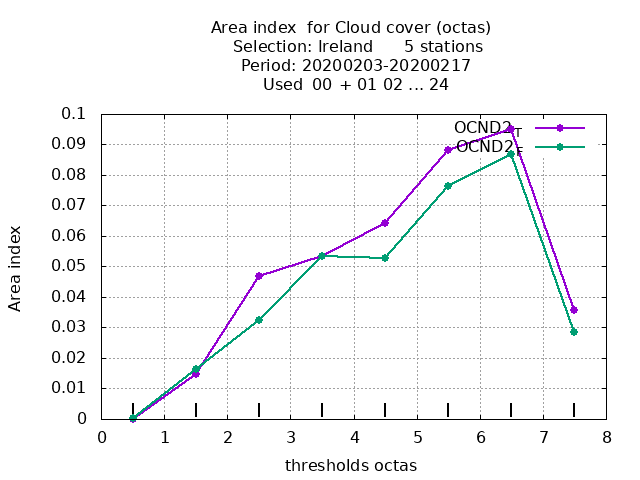 Area index  for Cloud cover (octas)
Selection: Ireland      5 stations
Period: 20200203-20200217
Used  00 + 01 02 ... 24
0.1
0.09
0.08
0.07
0.06
0.05
0.04
0.03
0.02
0.01
0
Area index
OCND2_T
OCND2_F
0 1 2 3 4 5 6 7 8
thresholds octas